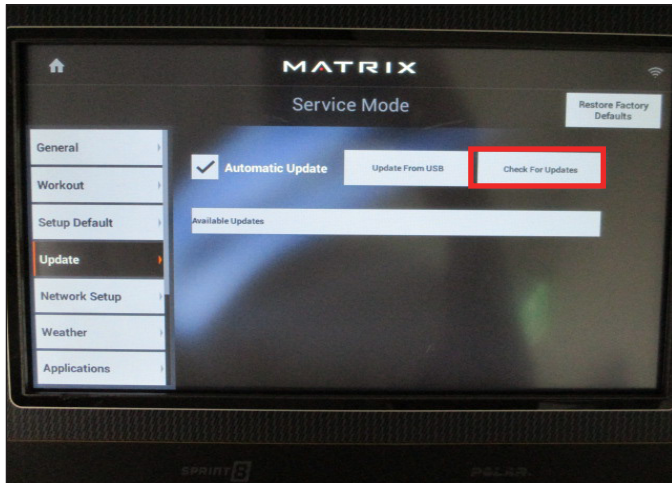 MATRIX
Service Mode
Restore Factory
Defaults
General
Workout
Setup Default
Update
Network Setup
Weather
Applications
Automatic Update
Update From USB
Check For Updates
Available Updates
SPRINT 8
POLAR